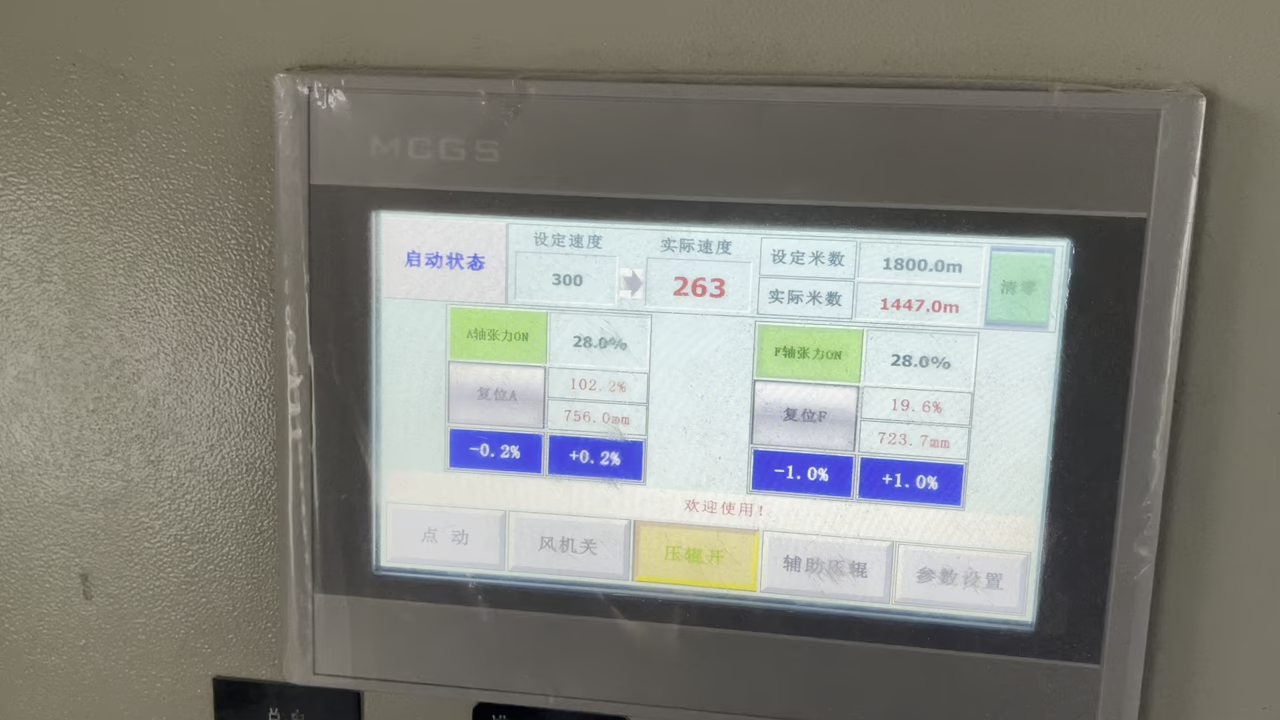 MCGS
启动状态
设定速度
300
实际速度
263
设定米数
1800.0m
实际米数
1447.0m
清零
A轴张力ON
28.0%
复位A
102.2%
756.0mm
-0.2%
+0.2%
F轴张力ON
28.0%
复位F
19.6%
723.7mm
-1.0%
+1.0%
欢迎使用!
点 动
风机关
压辊开
辅助压辊
参数设置